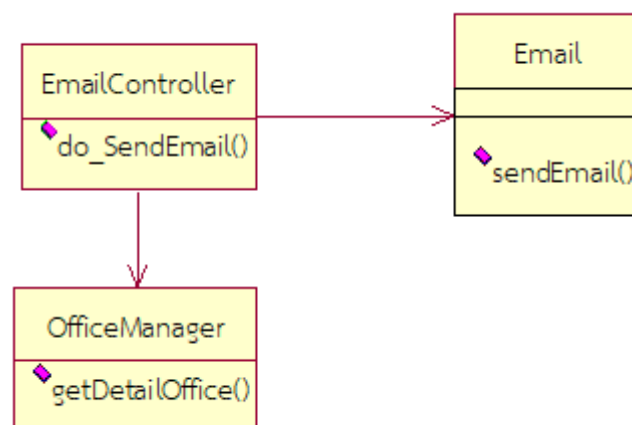 EmailController
do_SendEmail()
Email
sendEmail()
OfficeManager
getDetailOffice()